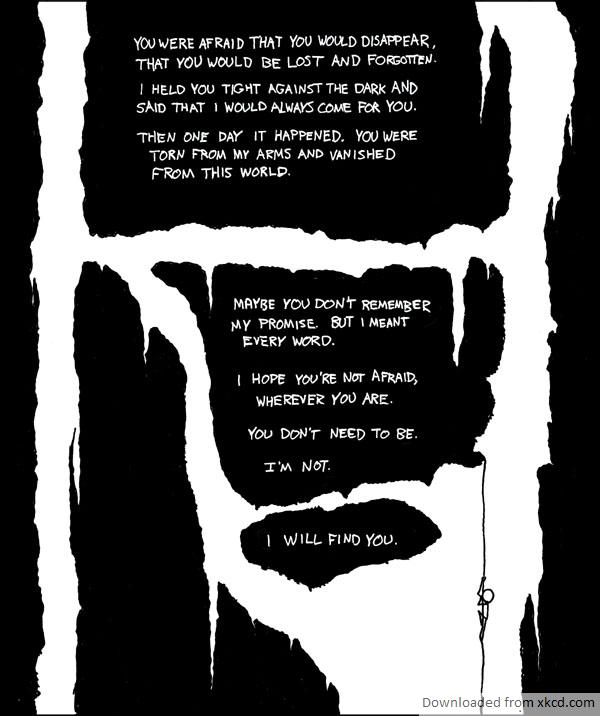 YOU WERE AFRAID THAT YOU WOULD DISAPPEAR,
THAT YOU WOULD BE LOST AND FORGOTTEN.
I HELD YOU TIGHT AGAINST THE DARK AND
SAID THAT I WOULD ALWAYS COME FOR YOU.
THEN ONE DAY IT HAPPENED. YOU WERE
TORN FROM MY ARMS AND VANISHED
FROM THIS WORLD.
MAYBE YOU DON'T REMEMBER
MY PROMISE. BUT I MEANT
EVERY WORD.
I HOPE YOU'RE NOT AFRAID,
WHEREVER YOU ARE.
YOU DON'T NEED TO BE.
I'M NOT.
I WILL FIND YOU.
Downloaded from xkcd.com